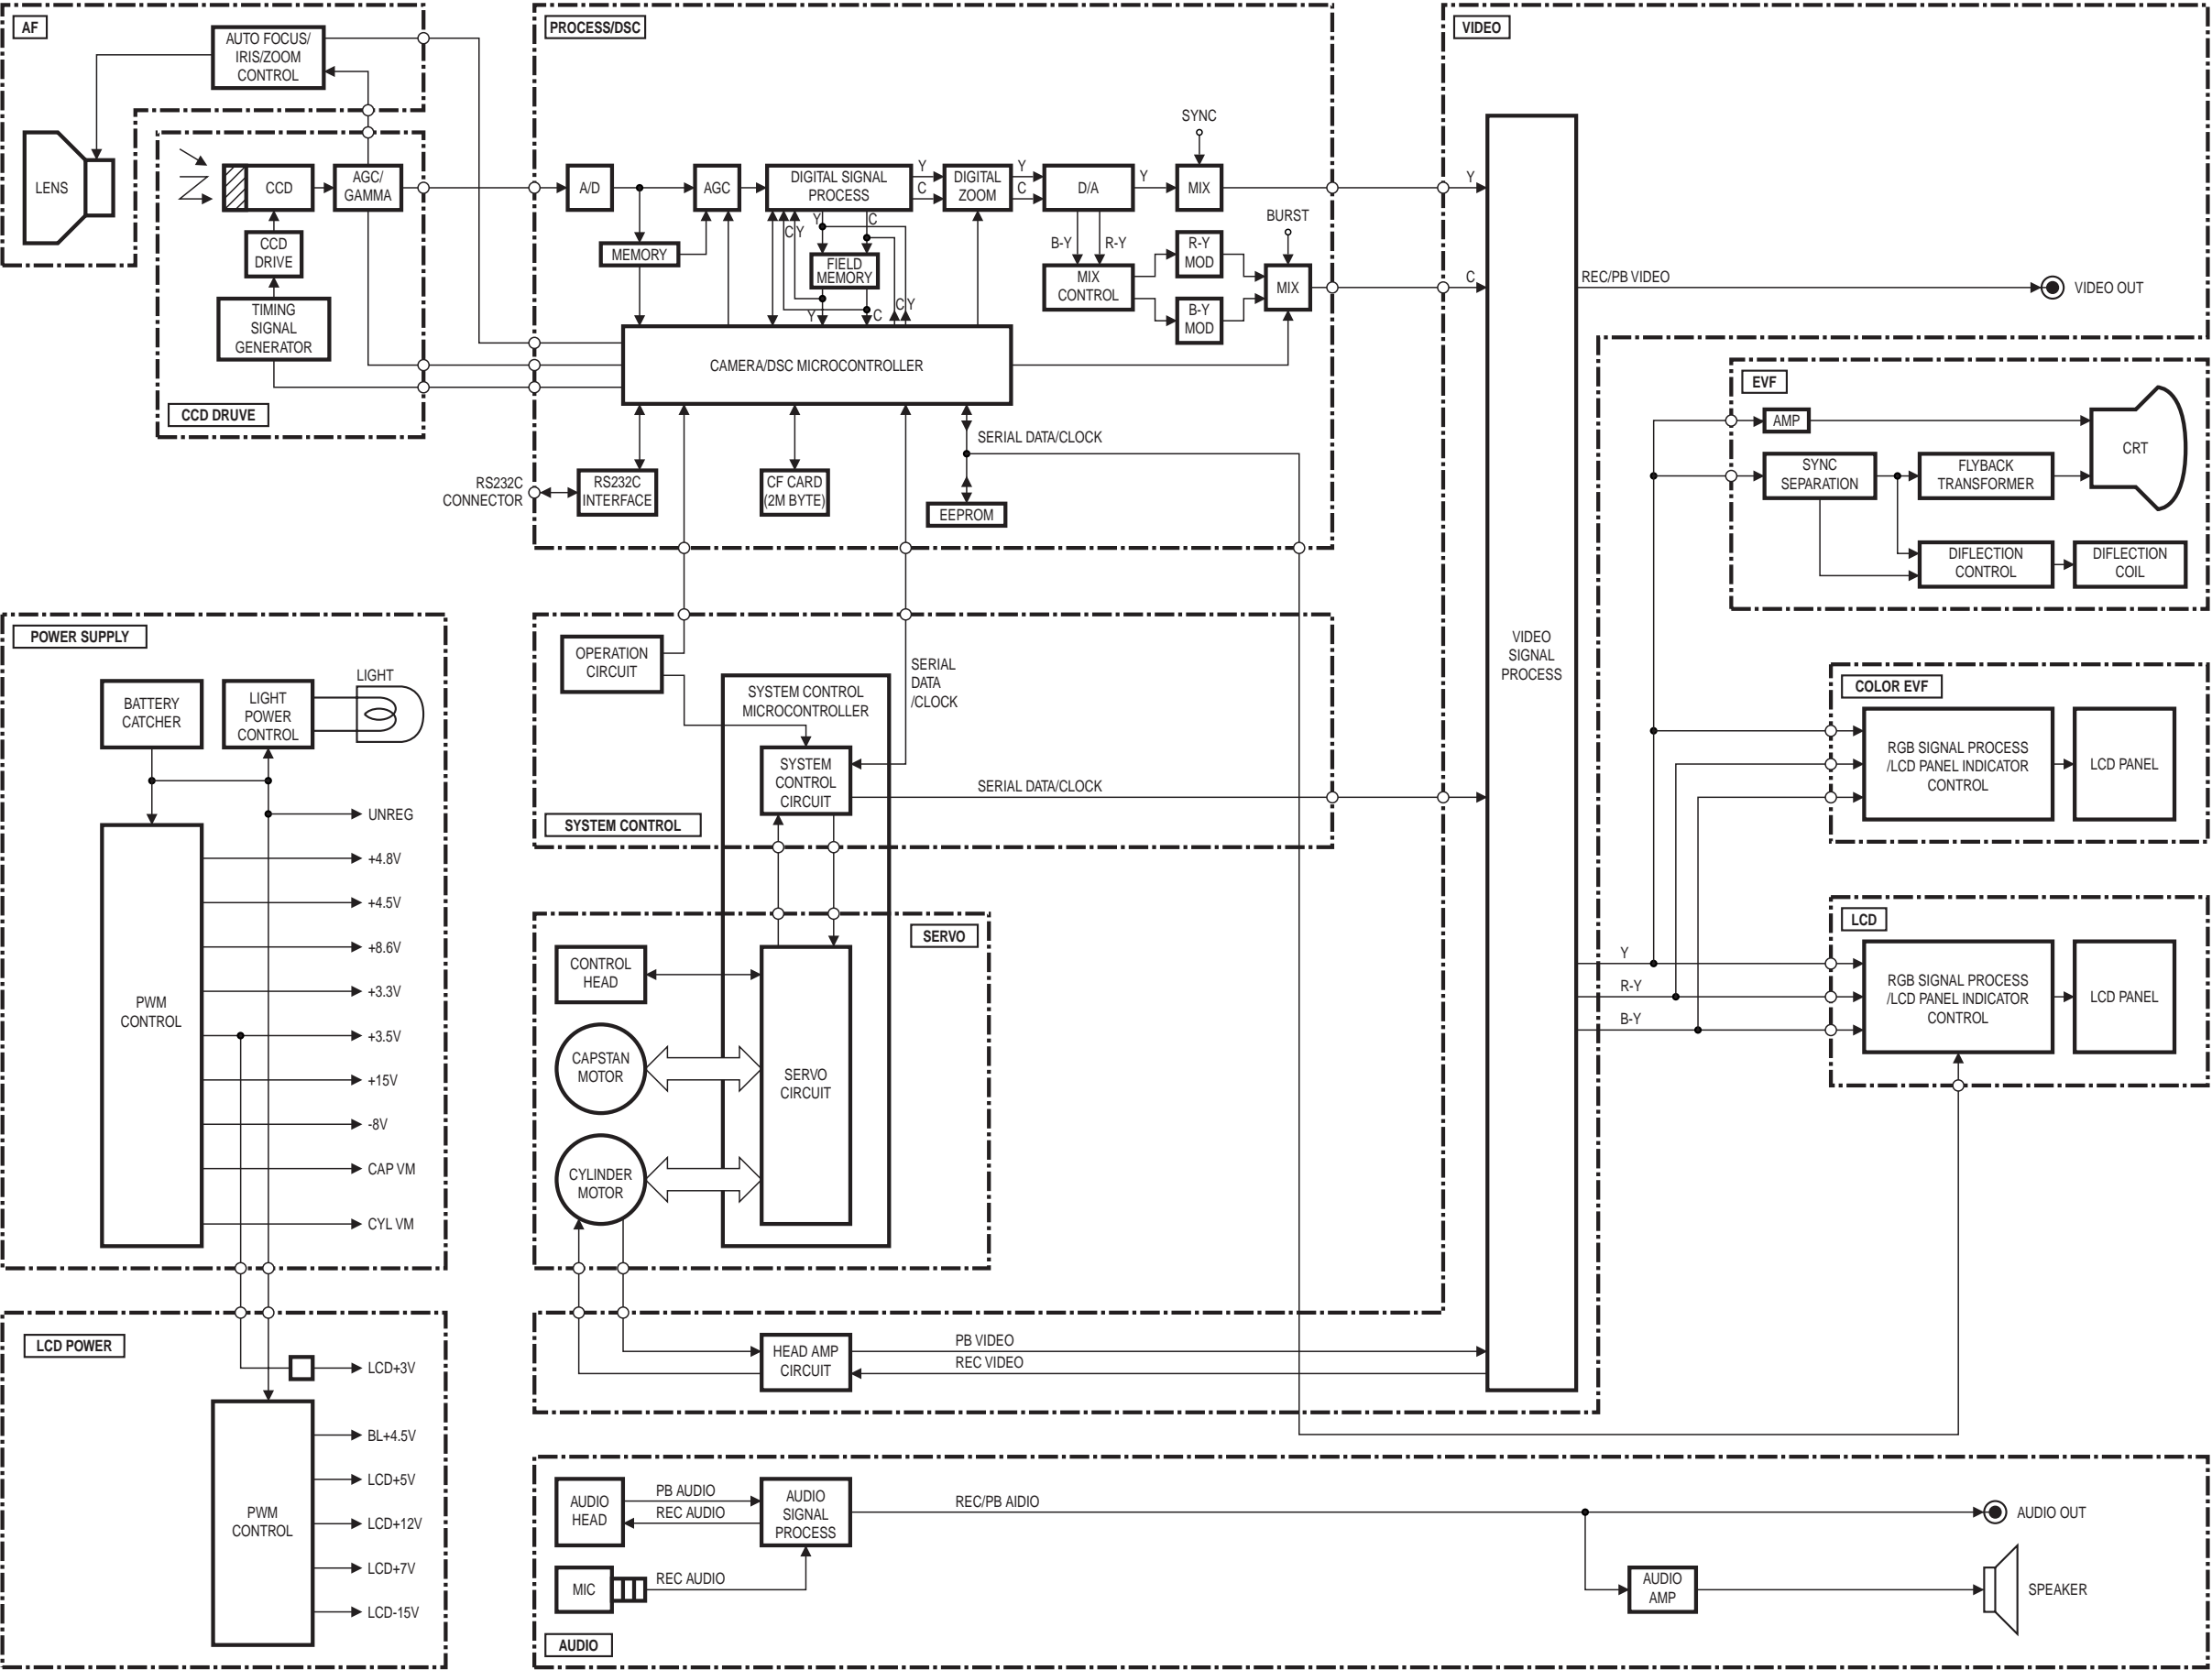 AF
AUTO FOCUS/
IRIS/ZOOM
CONTROL
LENS
CCD
AGC/
GAMMA
CCD
DRIVE
TIMING
SIGNAL
GENERATOR
CCD DRUVE
PROCESS/DSC
A/D
AGC
DIGITAL SIGNAL
PROCESS
Y
C
DIGITAL
ZOOM
Y
C
D/A
Y
SYNC
MIX
MEMORY
C Y
Y
C
FIELD
MEMORY
Y
C
C Y
B-Y
R-Y
MIX
CONTROL
R-Y
MOD
B-Y
MOD
BURST
MIX
CAMERA/DSC MICROCONTROLLER
SERIAL DATA/CLOCK
RS232C
CONNECTOR
RS232C
INTERFACE
CF CARD
(2M BYTE)
EEPROM
VIDEO
Y
C
VIDEO
SIGNAL
PROCESS
REC/PB VIDEO
VIDEO OUT
EVF
AMP
CRT
SYNC
SEPARATION
FLYBACK
TRANSFORMER
DIFLECTION
CONTROL
DIFLECTION
COIL
COLOR EVF
RGB SIGNAL PROCESS
/LCD PANEL INDICATOR
CONTROL
LCD PANEL
LCD
Y
R-Y
B-Y
RGB SIGNAL PROCESS
/LCD PANEL INDICATOR
CONTROL
LCD PANEL
POWER SUPPLY
BATTERY
CATCHER
LIGHT
POWER
CONTROL
LIGHT
UNREG
+4.8V
+4.5V
+8.6V
+3.3V
+3.5V
+15V
-8V
CAP VM
CYL VM
PWM
CONTROL
LCD POWER
LCD+3V
BL+4.5V
LCD+5V
LCD+12V
LCD+7V
LCD-15V
PWM
CONTROL
OPERATION
CIRCUIT
SYSTEM CONTROL
MICROCONTROLLER
SERIAL
DATA
/CLOCK
SYSTEM
CONTROL
CIRCUIT
SERIAL DATA/CLOCK
SYSTEM CONTROL
SERVO
CONTROL
HEAD
CAPSTAN
MOTOR
CYLINDER
MOTOR
SERVO
CIRCUIT
HEAD AMP
CIRCUIT
PB VIDEO
REC VIDEO
AUDIO
HEAD
PB AUDIO
REC AUDIO
AUDIO
SIGNAL
PROCESS
REC/PB AIDIO
AUDIO OUT
MIC
REC AUDIO
AUDIO
AMP
SPEAKER
AUDIO